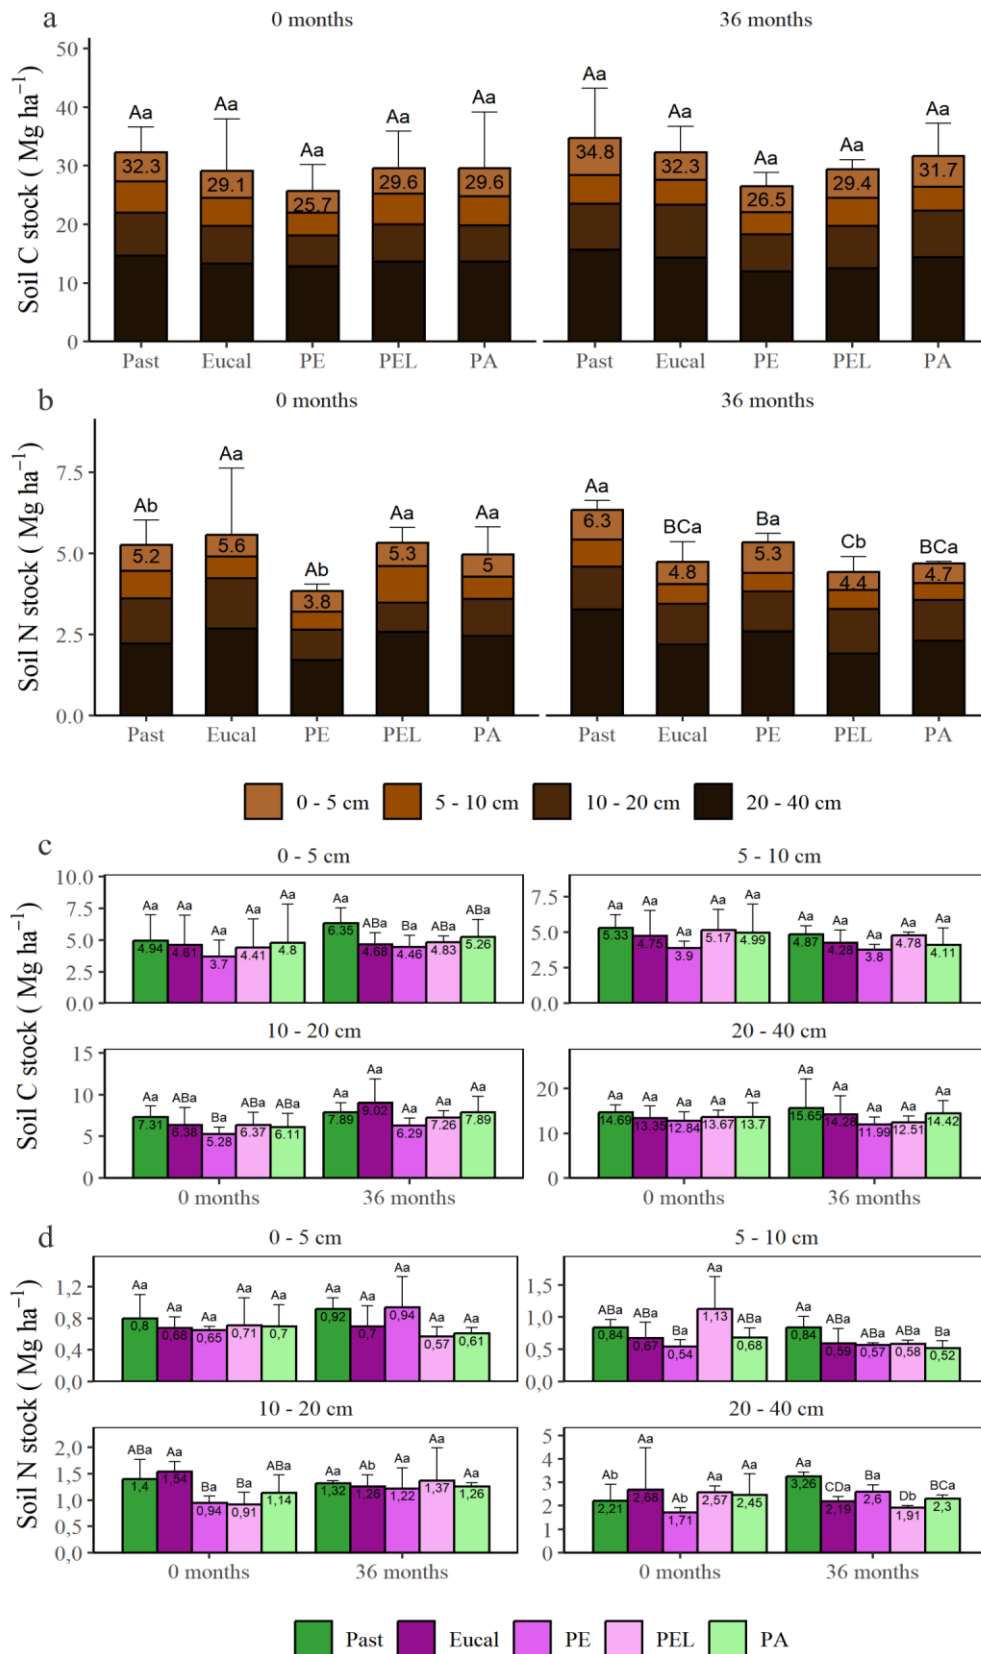 a
0 months 36 months
Soil C stock ( Mg ha⁻¹)
50
40
30
20
10
0
Aa Aa Aa Aa Aa Aa Aa Aa Aa Aa
32.3 29.1 25.7 29.6 29.6 34.8 32.3 26.5 29.4 31.7
Past Eucal PE PEL PA Past Eucal PE PEL PA
b
0 months 36 months
Soil N stock ( Mg ha⁻¹)
7.5
5.0
2.5
0.0
Ab Aa Ab Aa Aa Aa BCa Ba Cb BCa
5.2 5.6 3.8 5.3 5 6.3 4.8 5.3 4.4 4.7
Past Eucal PE PEL PA Past Eucal PE PEL PA
0 - 5 cm 5 - 10 cm 10 - 20 cm 20 - 40 cm
c
Soil C stock ( Mg ha⁻¹)
0 - 5 cm 5 - 10 cm
10.0
7.5
5.0
2.5
0.0
Aa Aa Aa Aa Aa Aa ABa Ba ABa ABa
4.94 4.61 3.7 4.41 4.8 6.35 4.68 4.46 4.83 5.26
7.5
5.0
2.5
0.0
Aa Aa Aa Aa Aa Aa Aa Aa Aa Aa
5.33 4.75 3.9 5.17 4.99 4.87 4.28 3.8 4.78 4.11
10 - 20 cm 20 - 40 cm
15
10
5
0
Aa ABa Ba ABa ABa Aa Aa Aa Aa Aa
7.31 6.38 5.28 6.37 6.11 7.89 9.02 6.29 7.26 7.89
20
10
0
Aa Aa Aa Aa Aa Aa Aa Aa Aa Aa
14.69 13.35 12.84 13.67 13.7 15.65 14.28 11.99 12.51 14.42
0 months 36 months 0 months 36 months
d
Soil N stock ( Mg ha⁻¹)
0 - 5 cm 5 - 10 cm
1,2
0,8
0,4
0,0
Aa Aa Aa Aa Aa Aa Aa Aa Aa Aa
0,8 0,68 0,65 0,71 0,7 0,92 0,7 0,94 0,57 0,61
1,5
1,0
0,5
0,0
ABa ABa Ba Aa ABa Aa ABa ABa ABa Ba
0,84 0,67 0,54 1,13 0,68 0,84 0,59 0,57 0,58 0,52
10 - 20 cm 20 - 40 cm
2,0
1,5
1,0
0,5
0,0
ABa Aa Ba Ba ABa Aa Ab Aa Aa Aa
1,4 1,54 0,94 0,91 1,14 1,32 1,26 1,22 1,37 1,26
5
4
3
2
1
0
Ab Aa Ab Aa Aa Aa CDa Ba Db BCa
2,21 2,68 1,71 2,57 2,45 3,26 2,19 2,6 1,91 2,3
0 months 36 months 0 months 36 months
Past Eucal PE PEL PA